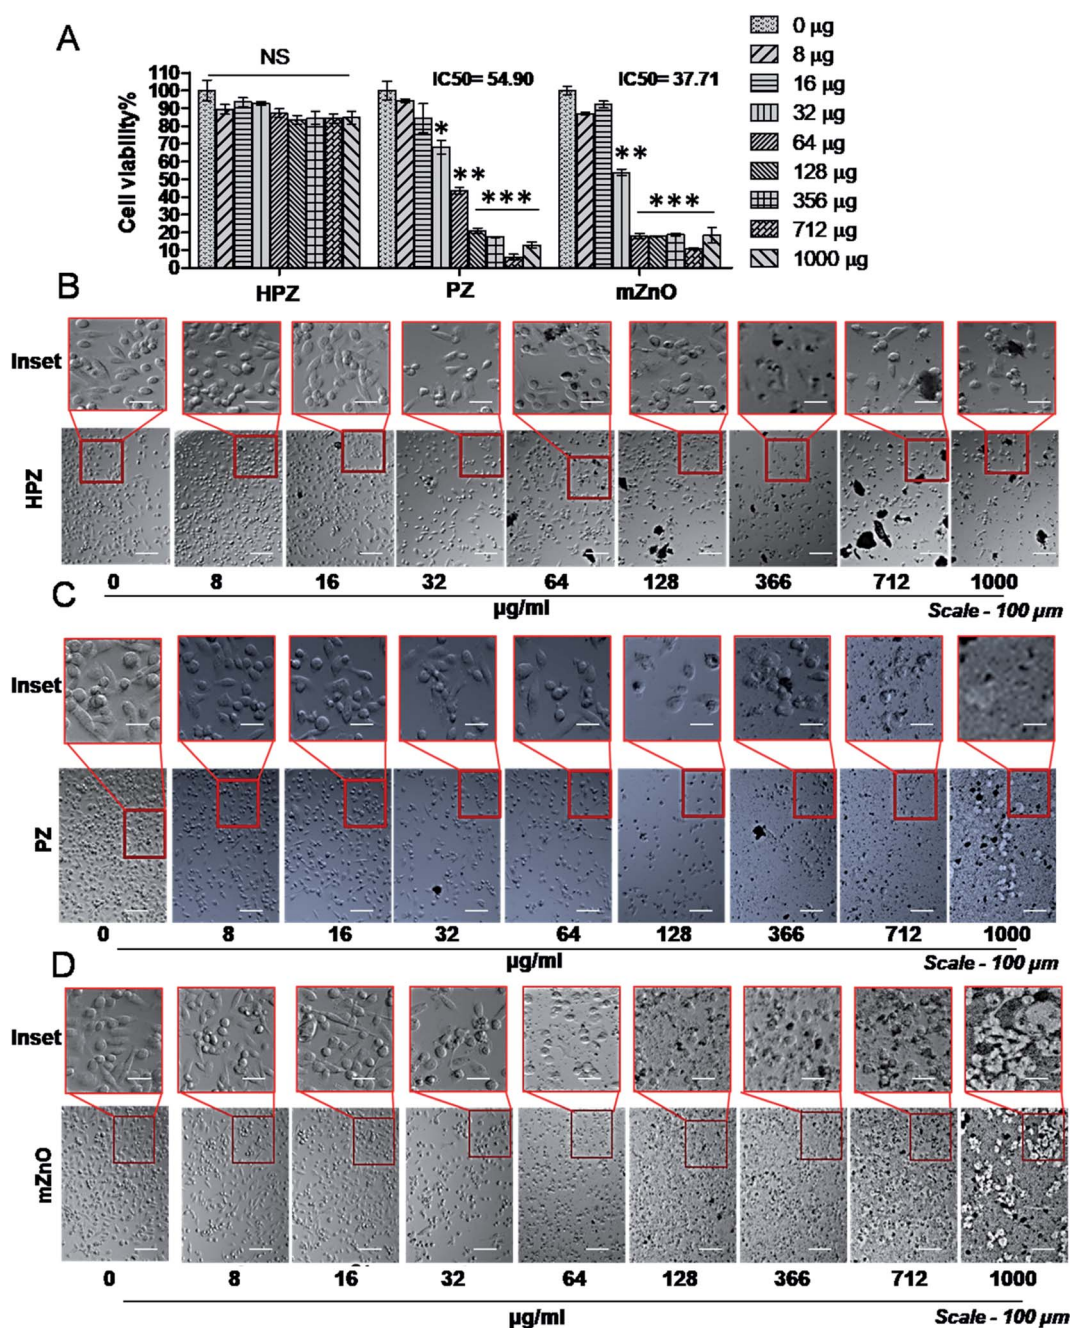 A
NS
IC50= 54.90
IC50= 37.71
Cell viability%
110
100
90
80
70
60
50
40
30
20
10
0
*
**
***
**
***
HPZ
PZ
mZnO
0 µg
8 µg
16 µg
32 µg
64 µg
128 µg
356 µg
712 µg
1000 µg
B
Inset
HPZ
0 8 16 32 64 128 366 712 1000
µg/ml
Scale - 100 µm
C
Inset
PZ
0 8 16 32 64 128 366 712 1000
µg/ml
Scale - 100 µm
D
Inset
mZnO
0 8 16 32 64 128 366 712 1000
µg/ml
Scale - 100 µm